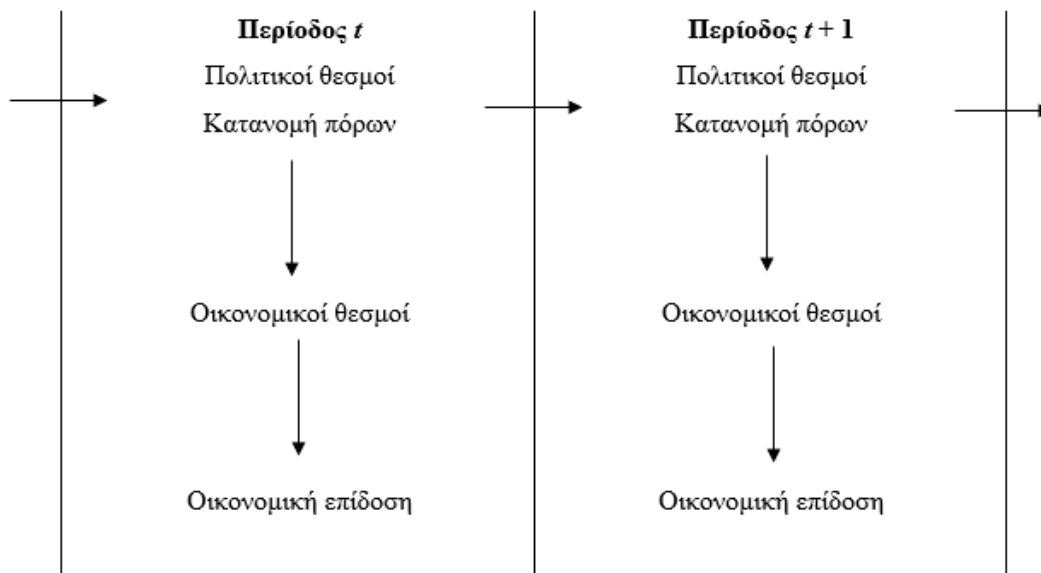 Περίοδος t
Πολιτικοί θεσμοί
Κατανομή πόρων
Οικονομικοί θεσμοί
Οικονομική επίδοση
Περίοδος t + 1
Πολιτικοί θεσμοί
Κατανομή πόρων
Οικονομικοί θεσμοί
Οικονομική επίδοση